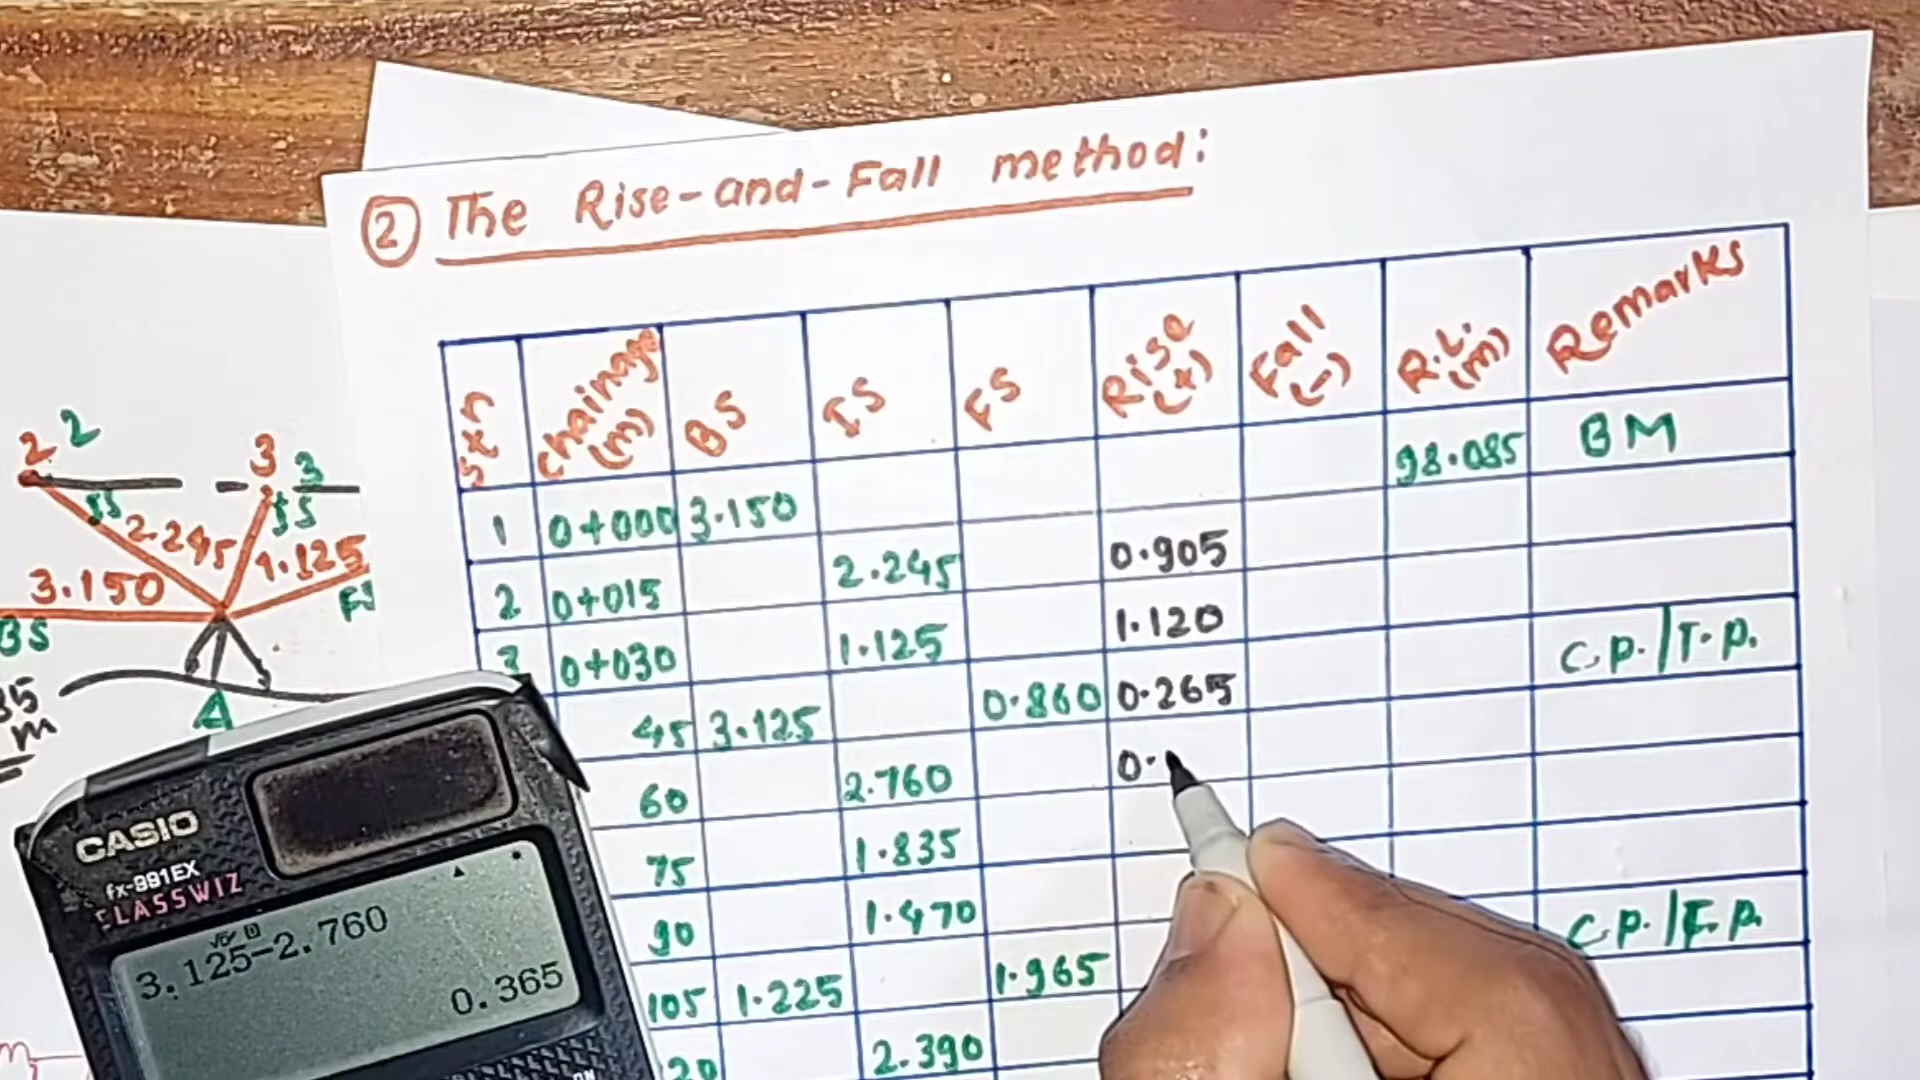 ② The Rise-and-Fall method:
Stn chainage (m) BS IS FS Rise (+) Fall (-) R.L. (m) Remarks
1 0+000 3.150 98.085 BM
2 0+015 2.245 0.905
3 0+030 1.125 1.120
45 3.125 0.860 0.265 C.P./T.P.
60 2.760 0.
75 1.835
90 1.470
105 1.225 1.965 C.P./T.P.
20 2.390
2 2
3 3
SS
2.245
1.125
3.150
FS
BS
A
m
CASIO
fx-991EX
CLASSWIZ
3.125-2.760
0.365
ON